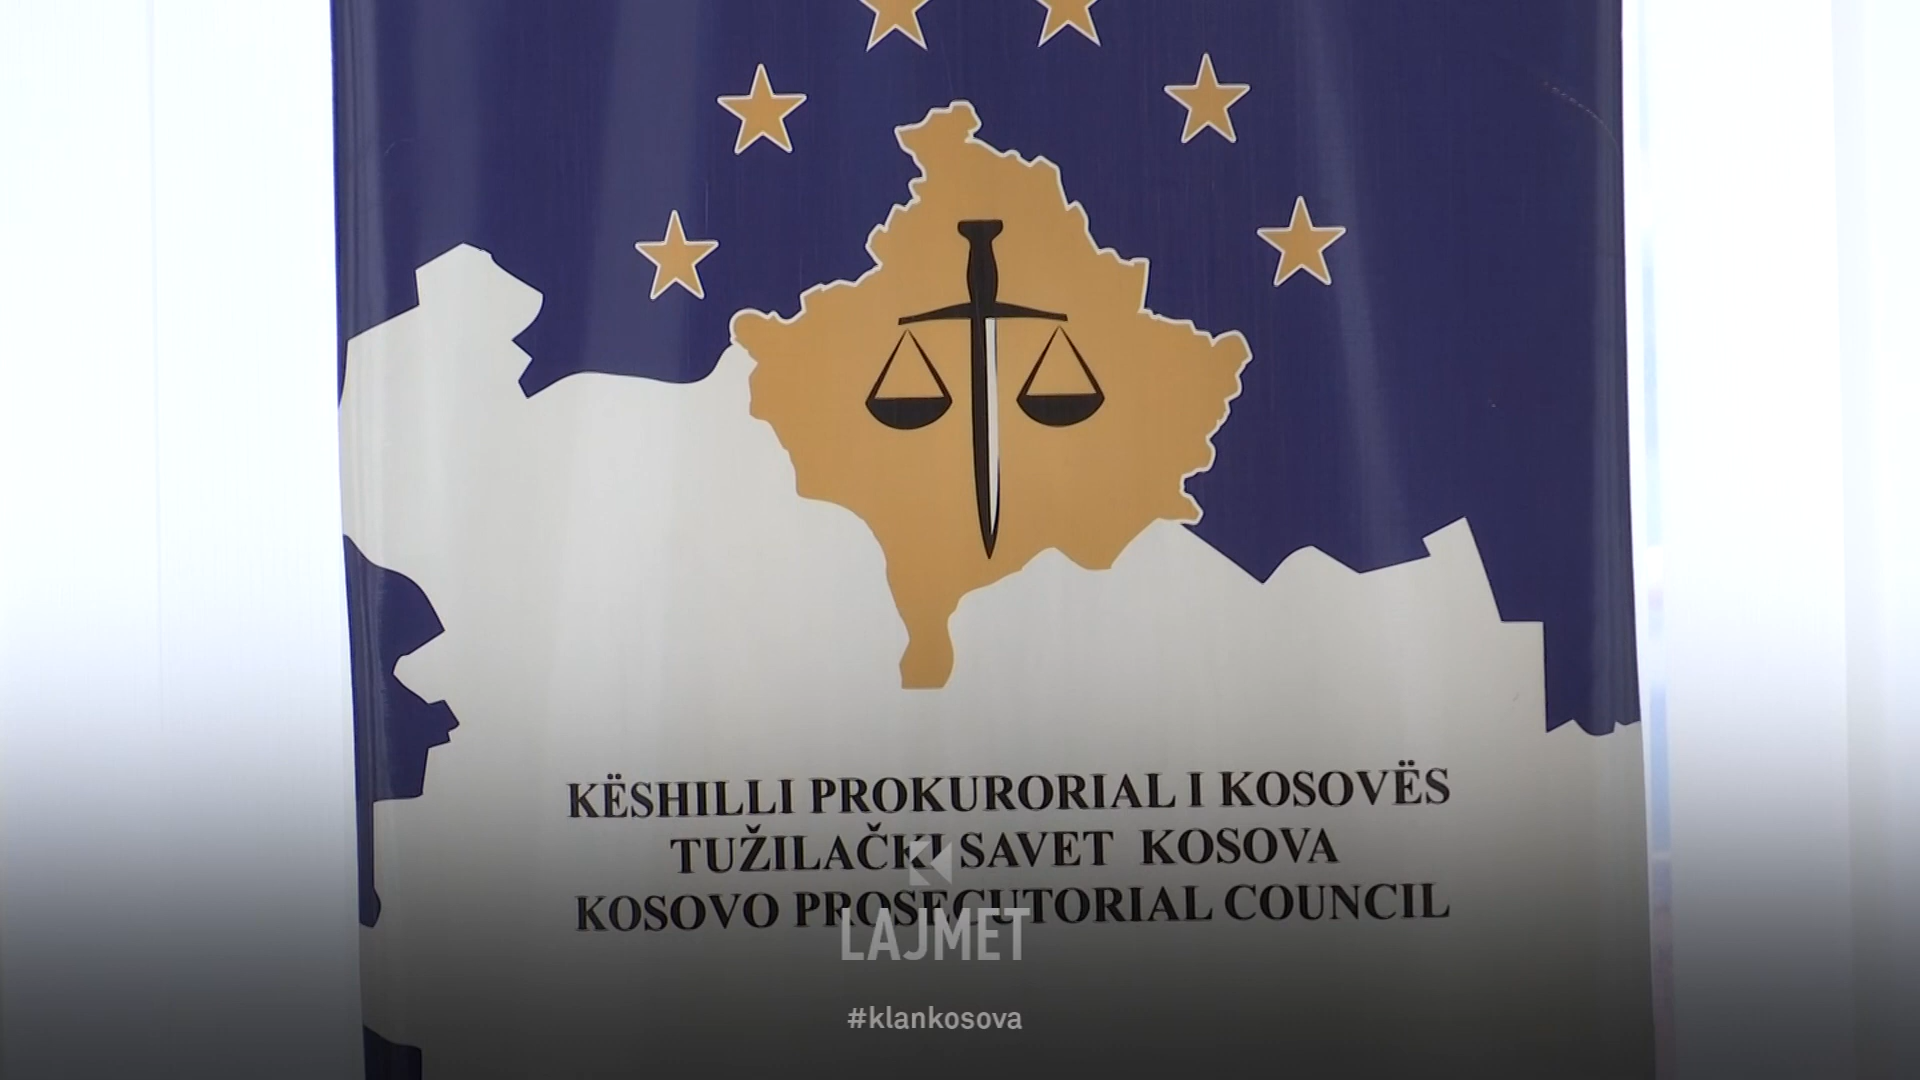 KËSHILLI PROKURORIAL I KOSOVËS
TUŽILAČKI SAVET KOSOVA
KOSOVO PROSECUTORIAL COUNCIL
LAJMET
#klankosova